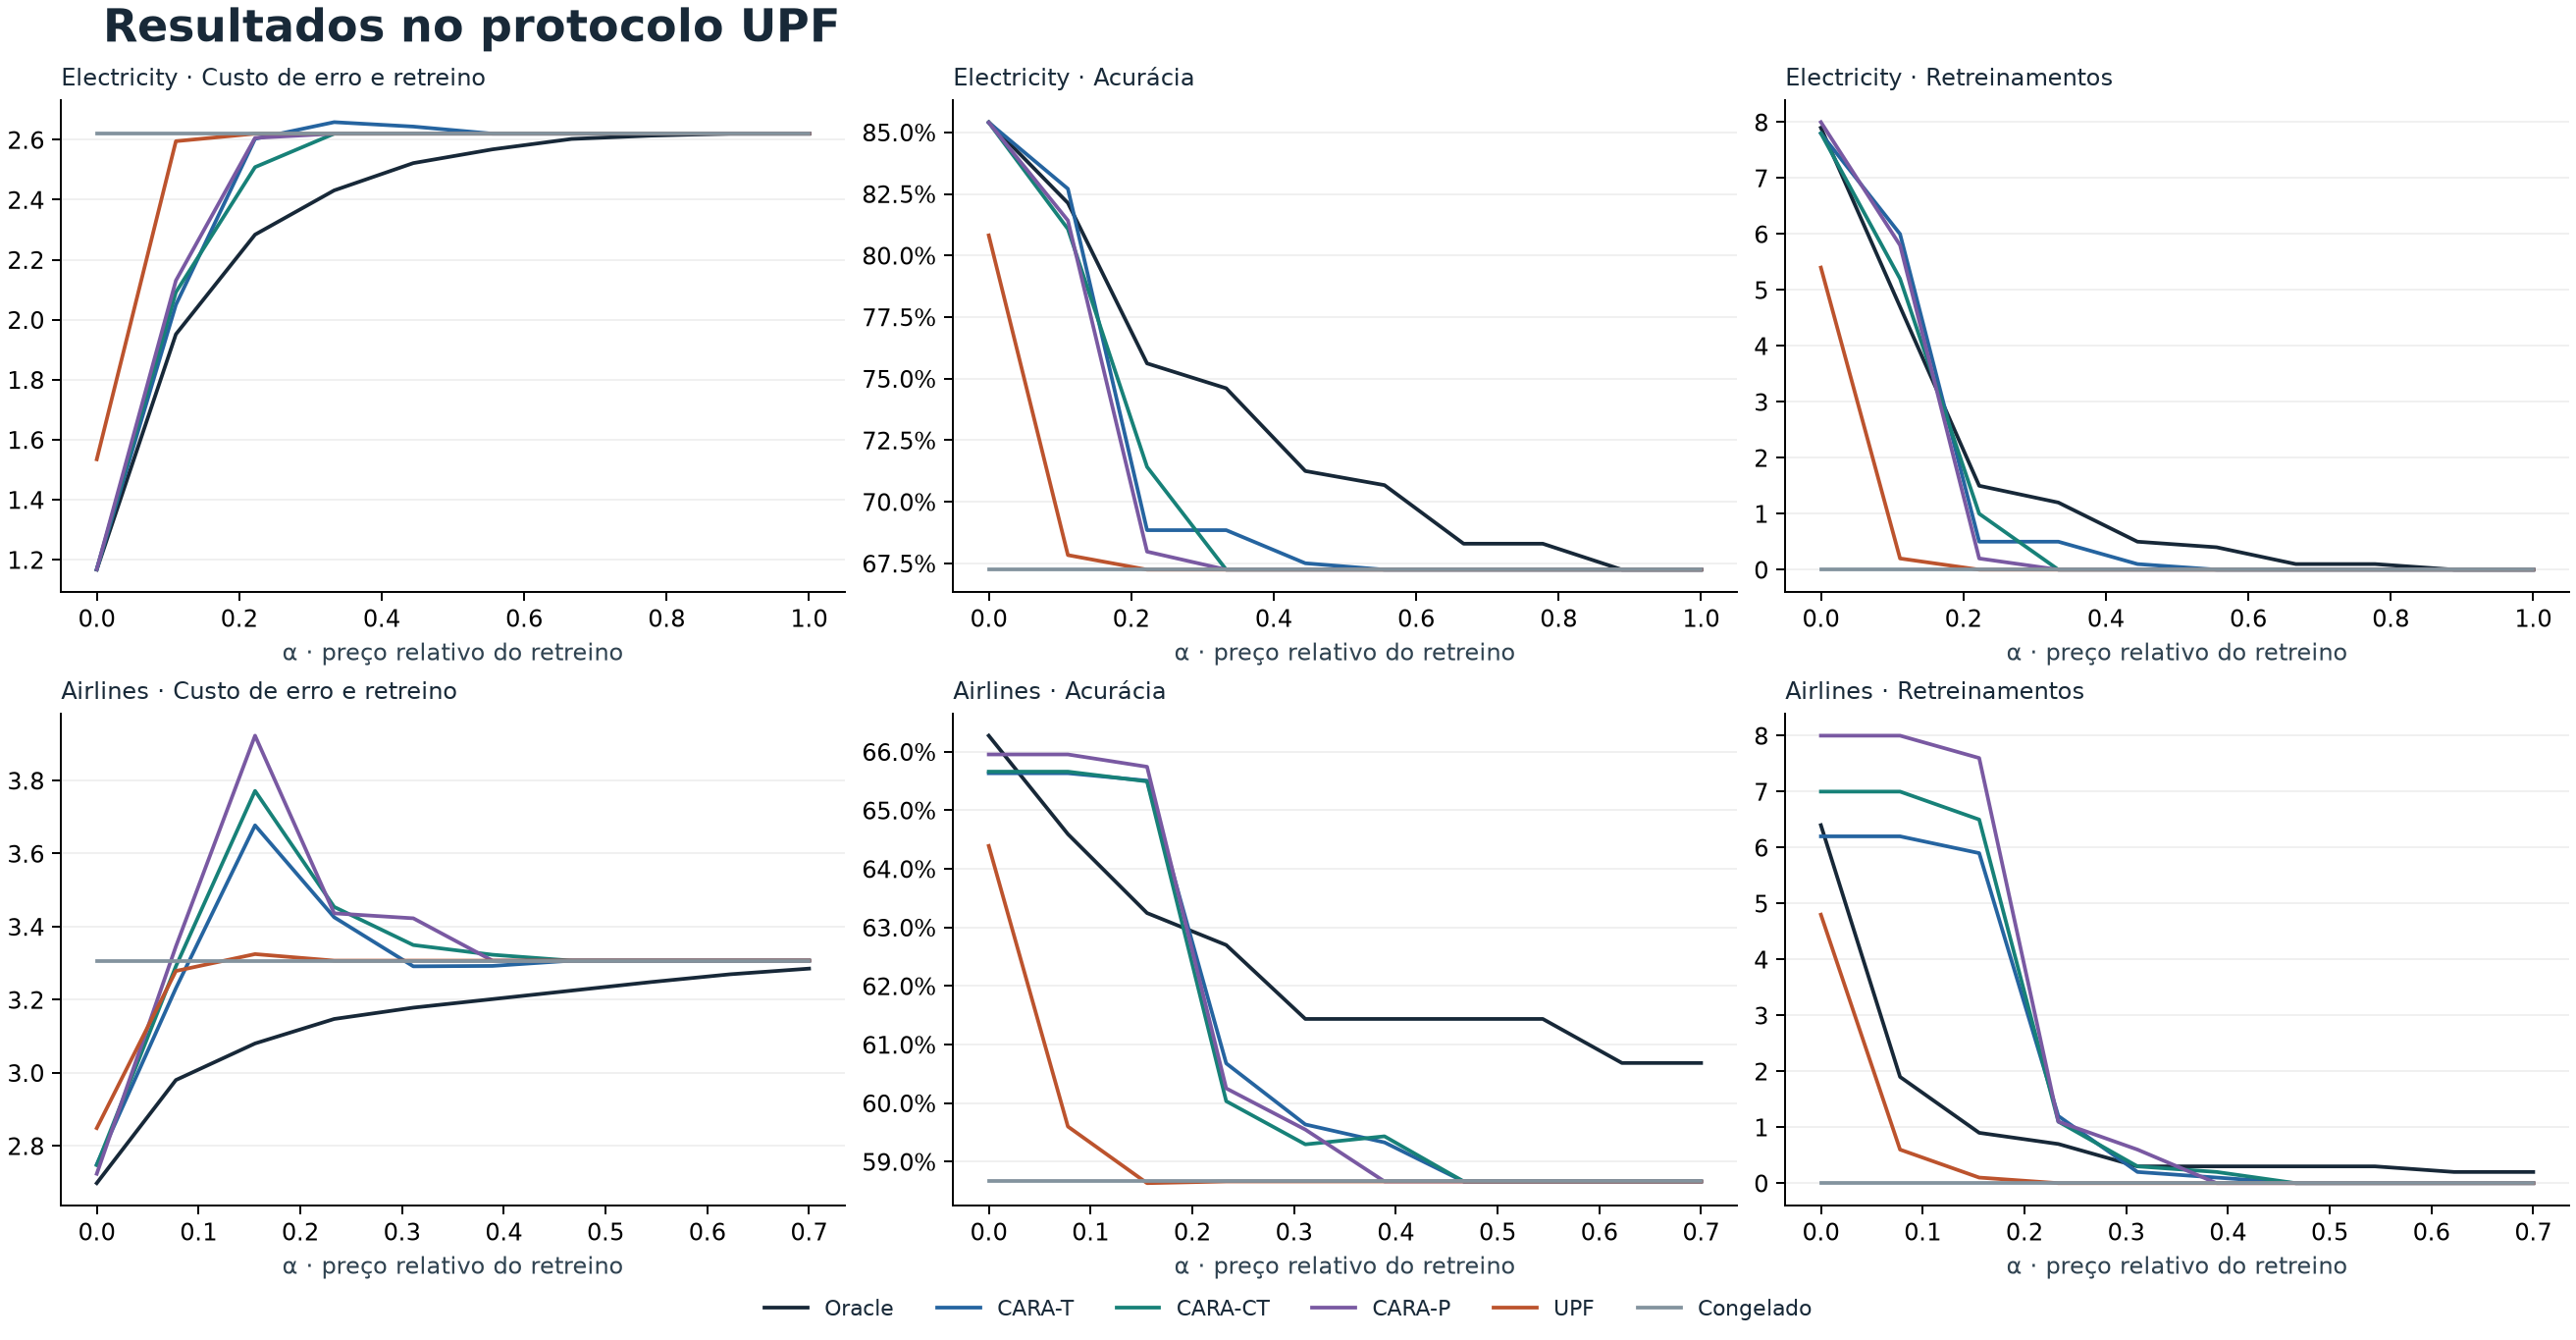 Resultados no protocolo UPF
Electricity · Custo de erro e retreino
2.6
2.4
2.2
2.0
1.8
1.6
1.4
1.2
0.0 0.2 0.4 0.6 0.8 1.0
α · preço relativo do retreino
Electricity · Acurácia
85.0%
82.5%
80.0%
77.5%
75.0%
72.5%
70.0%
67.5%
0.0 0.2 0.4 0.6 0.8 1.0
α · preço relativo do retreino
Electricity · Retreinamentos
8
7
6
5
4
3
2
1
0
0.0 0.2 0.4 0.6 0.8 1.0
α · preço relativo do retreino
Airlines · Custo de erro e retreino
3.8
3.6
3.4
3.2
3.0
2.8
0.0 0.1 0.2 0.3 0.4 0.5 0.6 0.7
α · preço relativo do retreino
Airlines · Acurácia
66.0%
65.0%
64.0%
63.0%
62.0%
61.0%
60.0%
59.0%
0.0 0.1 0.2 0.3 0.4 0.5 0.6 0.7
α · preço relativo do retreino
Airlines · Retreinamentos
8
7
6
5
4
3
2
1
0
0.0 0.1 0.2 0.3 0.4 0.5 0.6 0.7
α · preço relativo do retreino
Oracle CARA-T CARA-CT CARA-P UPF Congelado